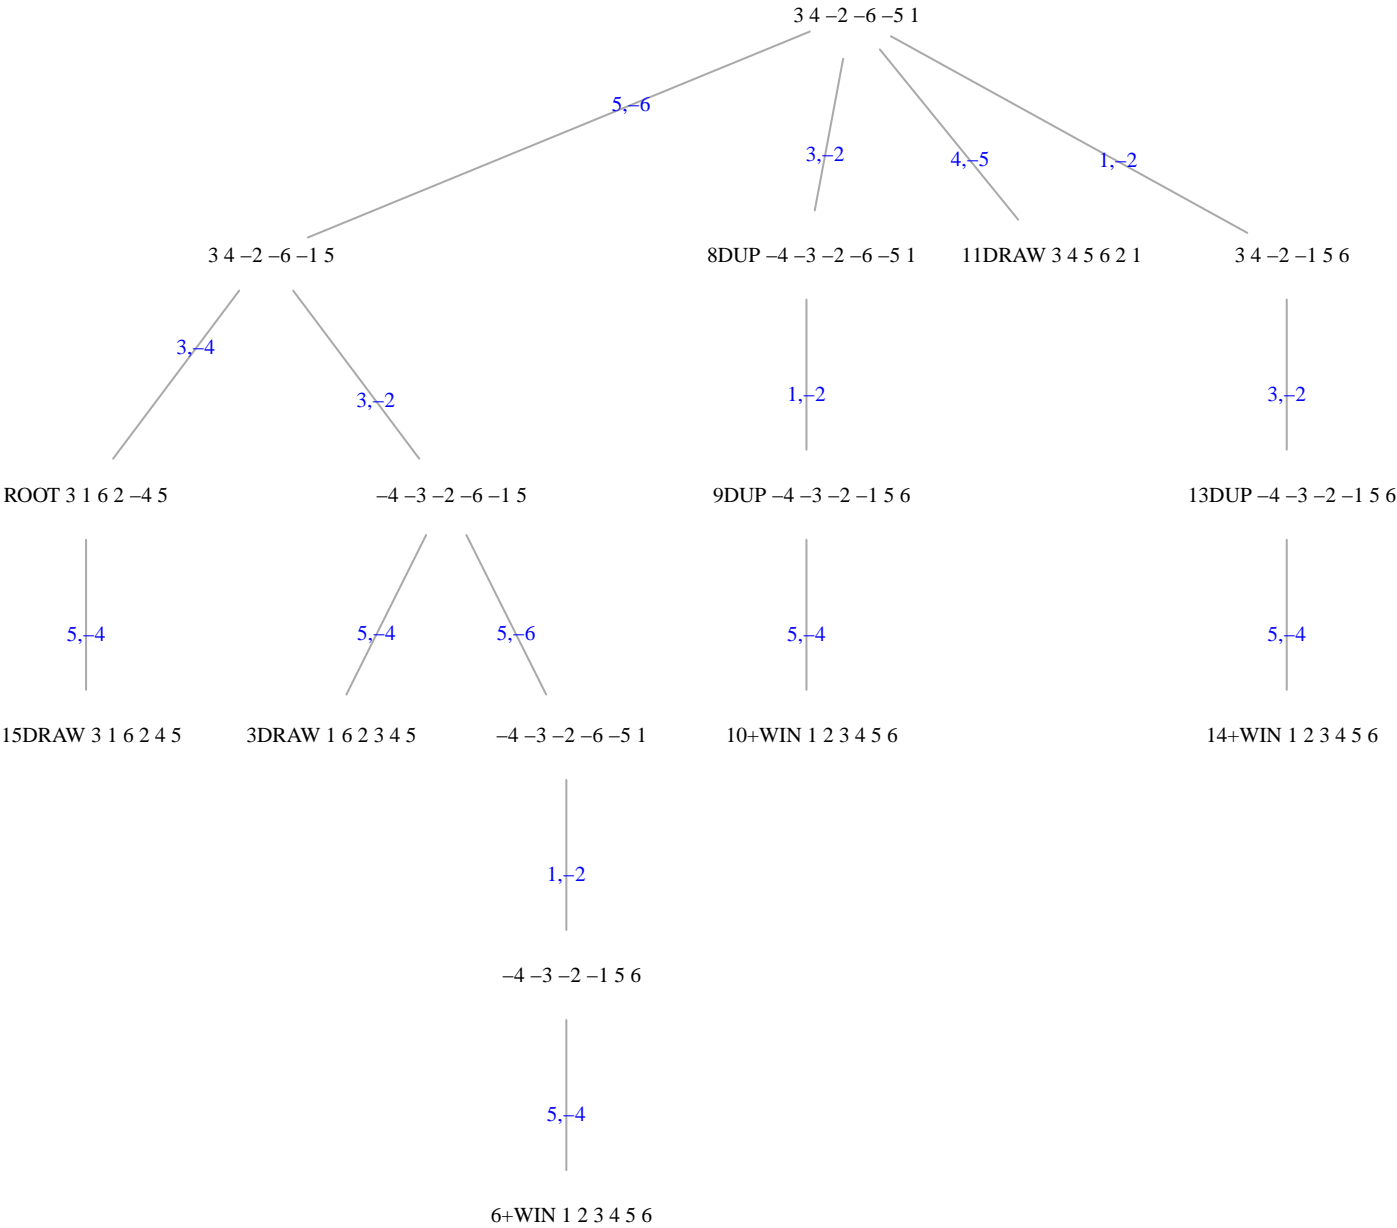 3 4 −2 −6 −5 1
5,−6
3,−2
4,−5
1,−2
3 4 −2 −6 −1 5
8DUP −4 −3 −2 −6 −5 1
11DRAW 3 4 5 6 2 1
3 4 −2 −1 5 6
3,−4
3,−2
1,−2
3,−2
ROOT 3 1 6 2 −4 5
−4 −3 −2 −6 −1 5
9DUP −4 −3 −2 −1 5 6
13DUP −4 −3 −2 −1 5 6
5,−4
5,−4
5,−6
5,−4
5,−4
15DRAW 3 1 6 2 4 5
3DRAW 1 6 2 3 4 5
−4 −3 −2 −6 −5 1
10+WIN 1 2 3 4 5 6
14+WIN 1 2 3 4 5 6
1,−2
−4 −3 −2 −1 5 6
5,−4
6+WIN 1 2 3 4 5 6